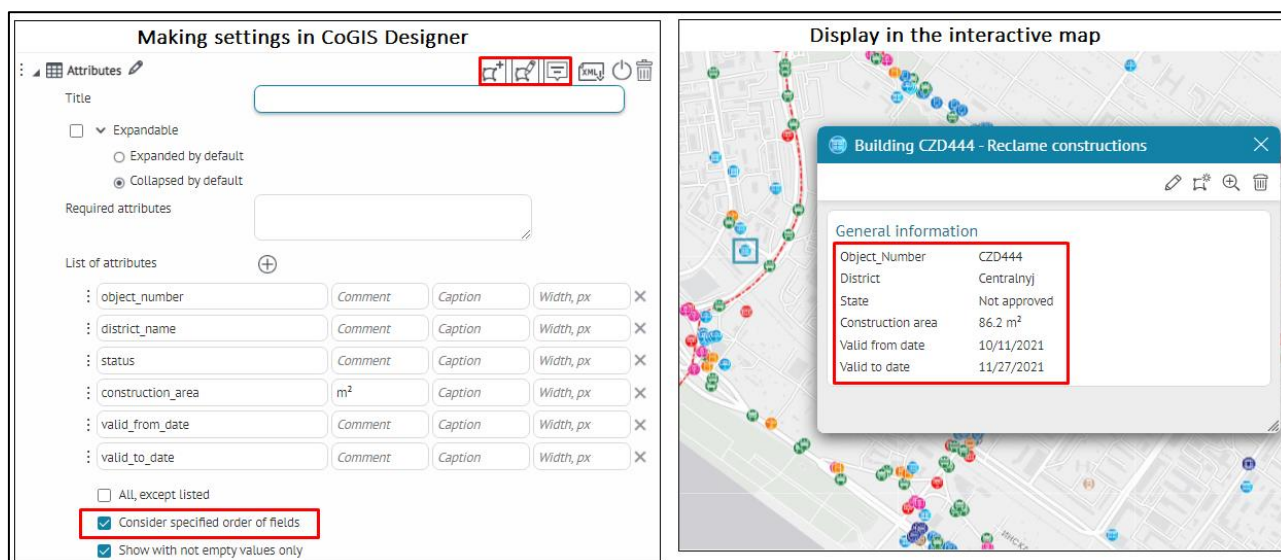 Making settings in CoGIS Designer
Attributes
XML
Title
Expandable
Expanded by default
Collapsed by default
Required attributes
List of attributes
object_number Comment Caption Width, px
district_name Comment Caption Width, px
status Comment Caption Width, px
construction_area m² Caption Width, px
valid_from_date Comment Caption Width, px
valid_to_date Comment Caption Width, px
All, except listed
Consider specified order of fields
Show with not empty values only
Display in the interactive map
Building CZD444 - Reclame constructions
General information
Object_Number CZD444
District Centralnyj
State Not approved
Construction area 86.2 m²
Valid from date 10/11/2021
Valid to date 11/27/2021